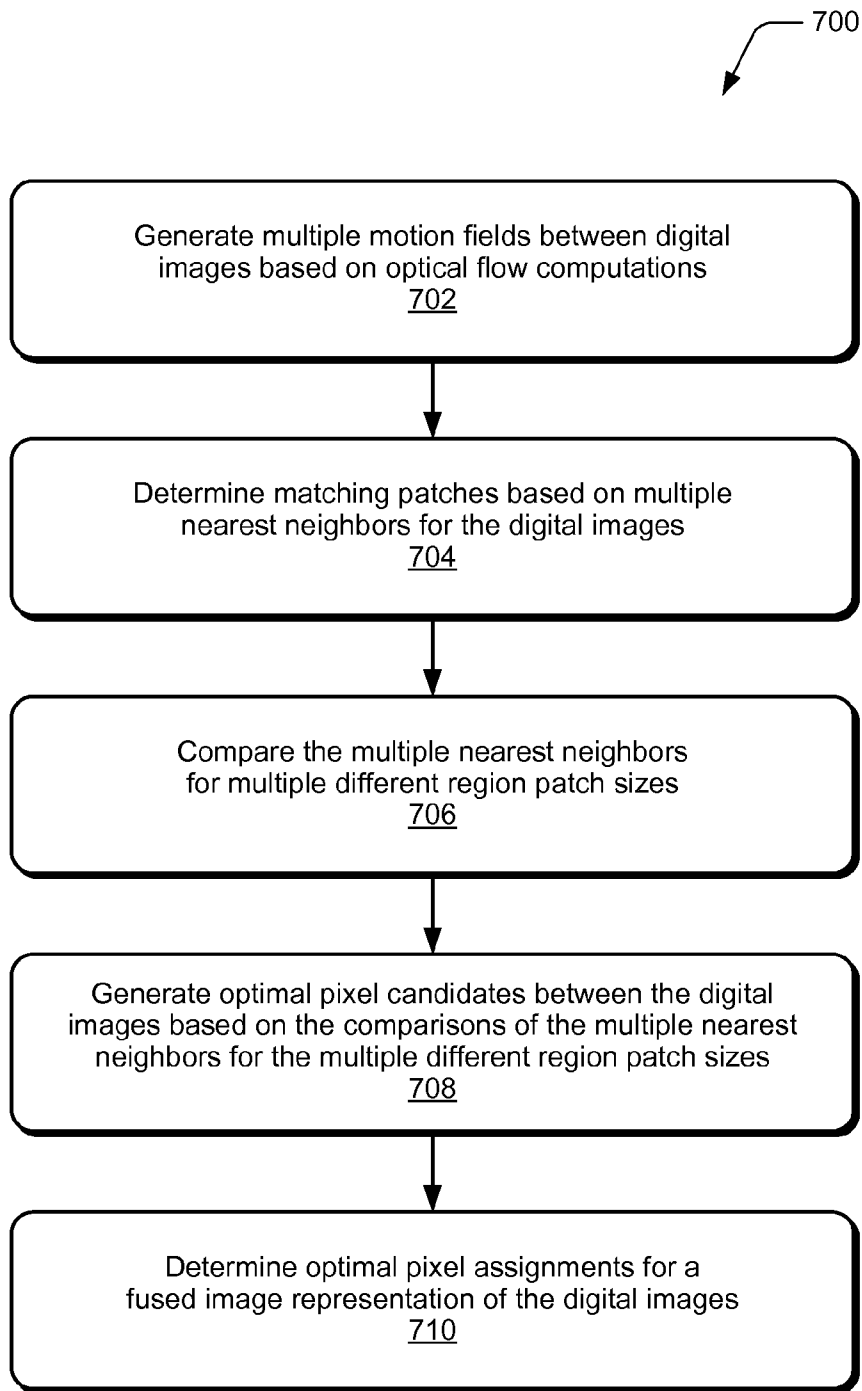 700
Generate multiple motion fields between digital
images based on optical flow computations
702
Determine matching patches based on multiple
nearest neighbors for the digital images
704
Compare the multiple nearest neighbors
for multiple different region patch sizes
706
Generate optimal pixel candidates between the digital
images based on the comparisons of the multiple nearest
neighbors for the multiple different region patch sizes
708
Determine optimal pixel assignments for a
fused image representation of the digital images
710